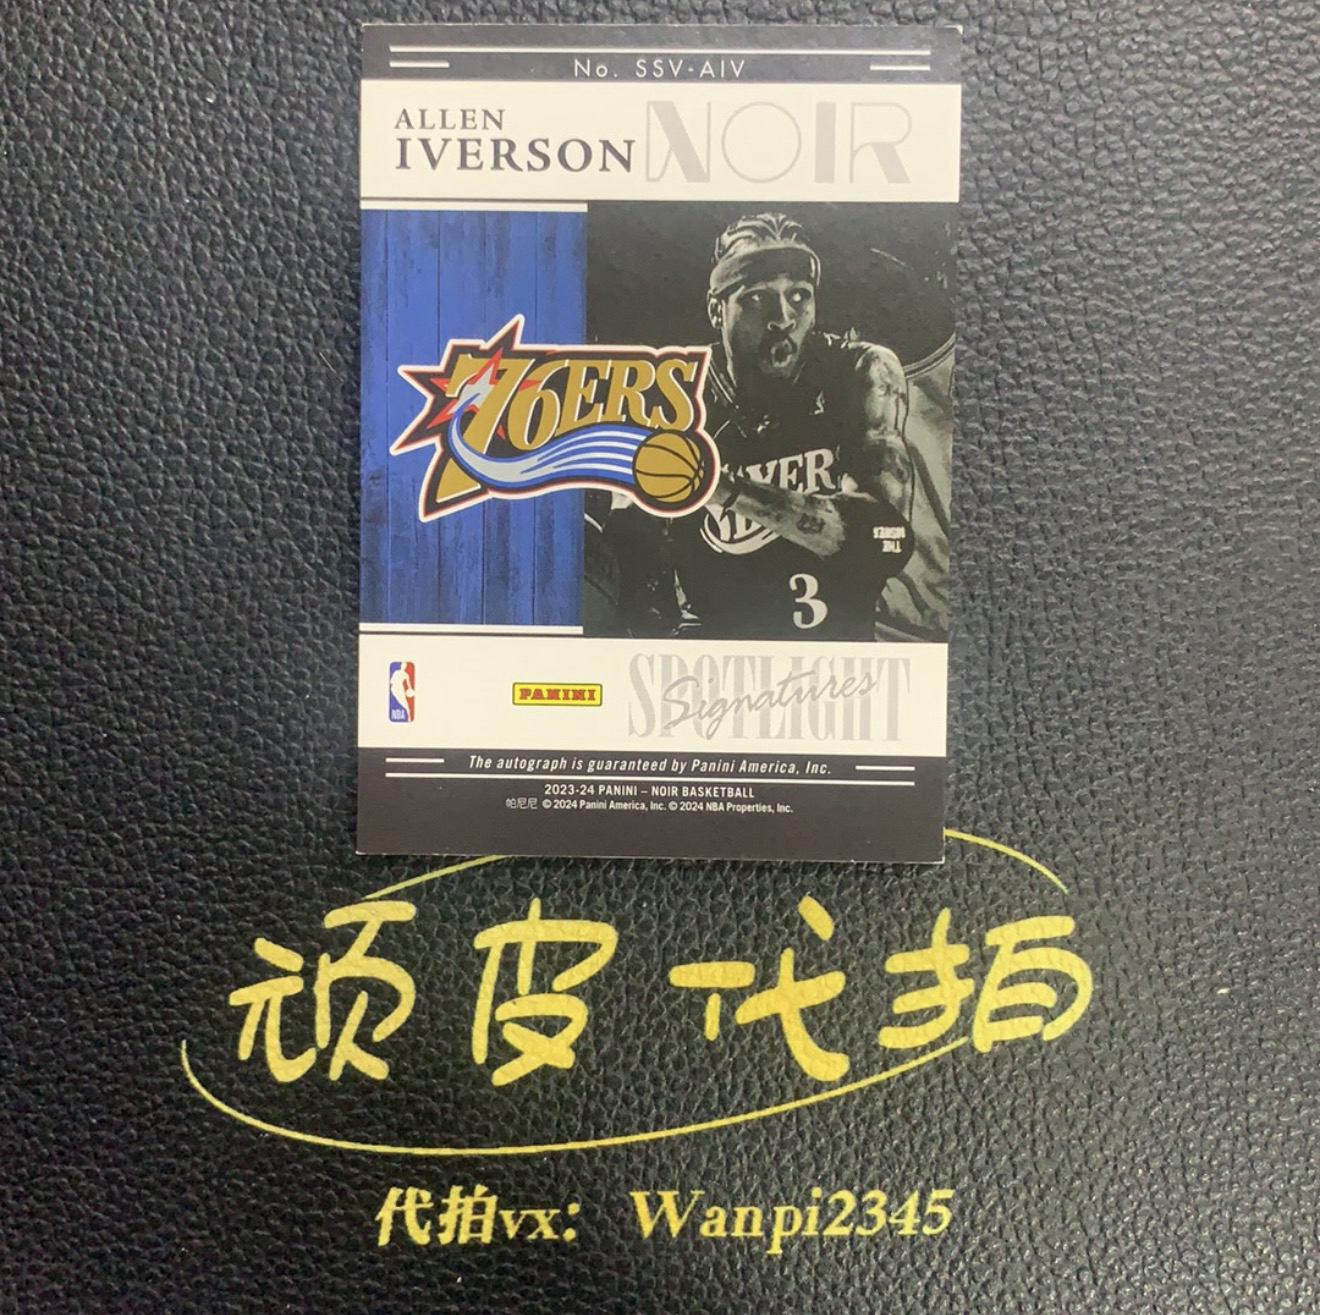 No. SSV-AIV
ALLEN
IVERSON
NOIR
76ERS
3
NBA
PANINI
SPOTLIGHT
Signatures
The autograph is guaranteed by Panini America, Inc.
2023-24 PANINI – NOIR BASKETBALL
帕尼尼 © 2024 Panini America, Inc. © 2024 NBA Properties, Inc.
顽皮代拍
代拍vx: Wanpi2345